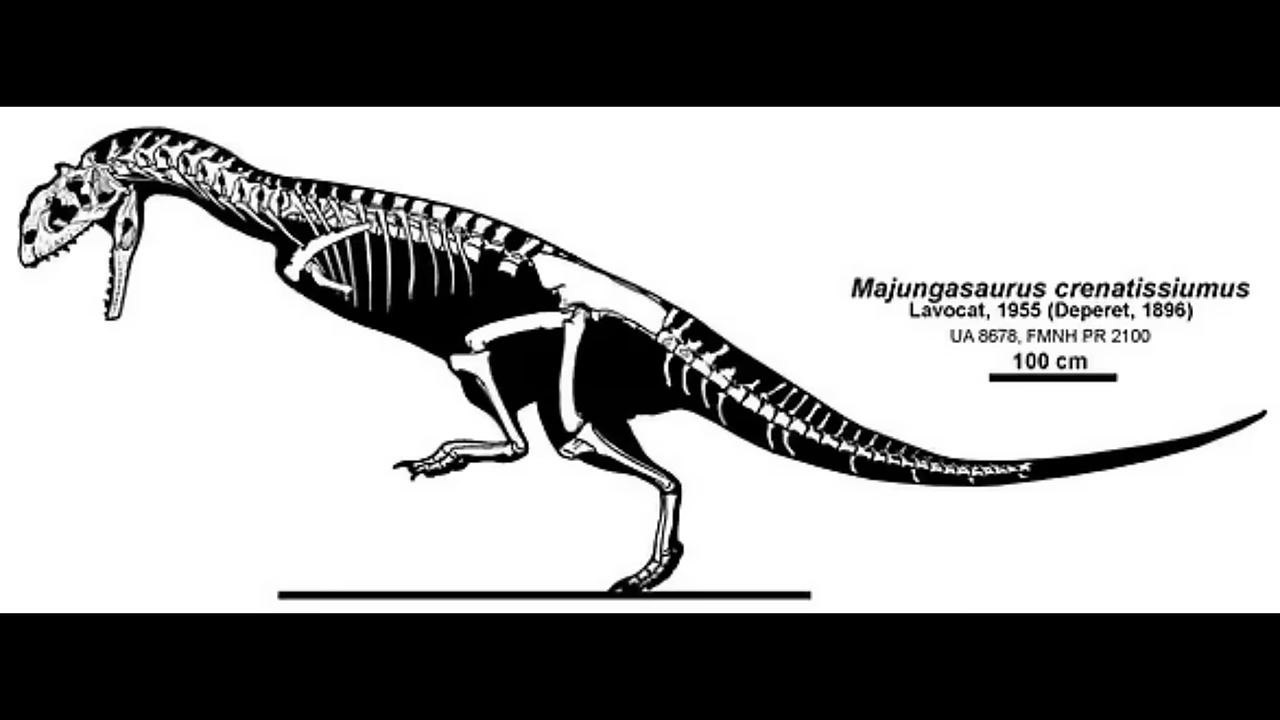 Majungasaurus crenatissiumus
Lavocat, 1955 (Deperet, 1896)
UA 8678, FMNH PR 2100
100 cm